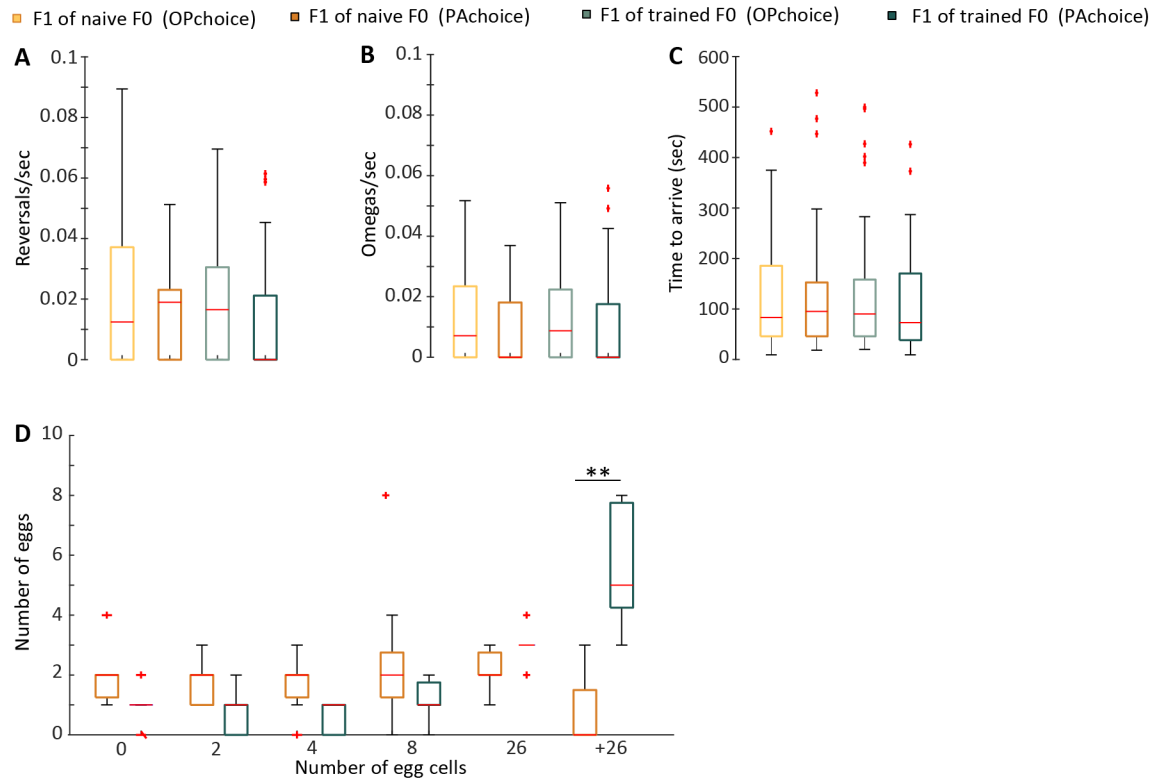 F1 of naive F0 (OPchoice) F1 of naive F0 (PAchoice) F1 of trained F0 (OPchoice) F1 of trained F0 (PAchoice)
A
Reversals/sec
0.1
0.08
0.06
0.04
0.02
0
B
Omegas/sec
0.1
0.08
0.06
0.04
0.02
0
C
Time to arrive (sec)
600
500
400
300
200
100
0
D
Number of eggs
10
8
6
4
2
0
**
0 2 4 8 26 +26
Number of egg cells